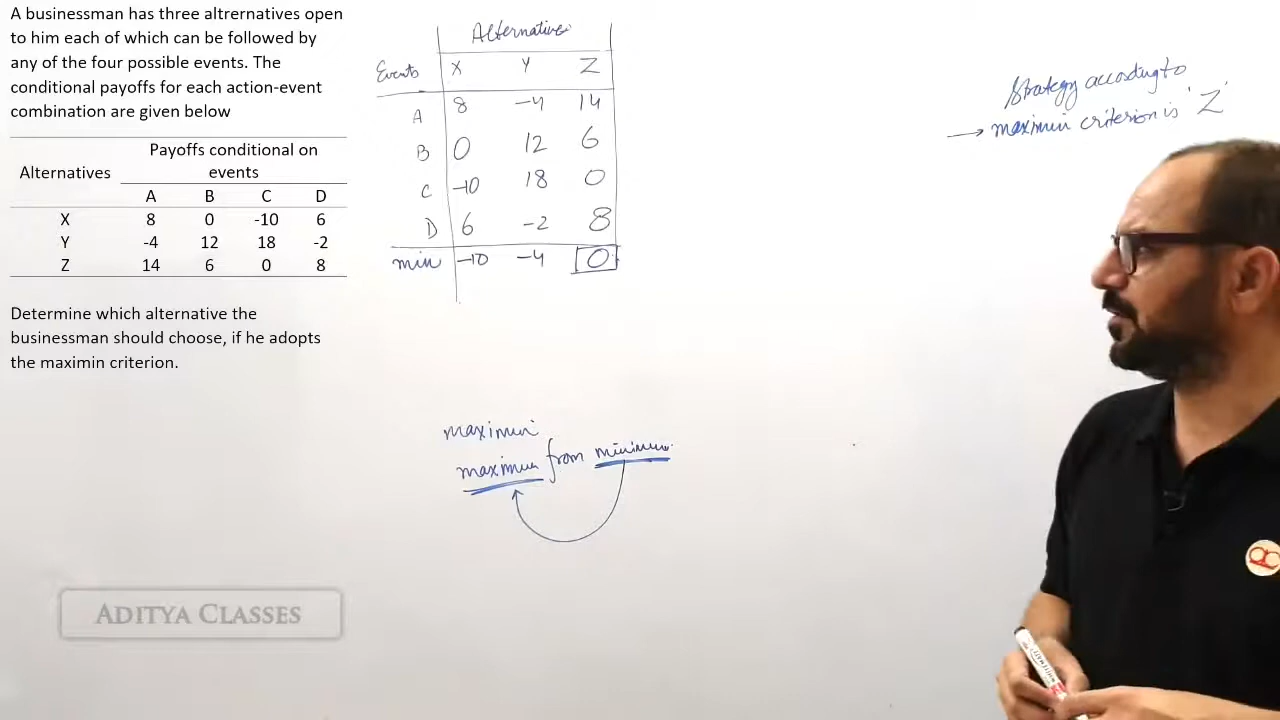 A businessman has three altrernatives open
to him each of which can be followed by
any of the four possible events. The
conditional payoffs for each action-event
combination are given below
Payoffs conditional on
events
Alternatives
A B C D
X 8 0 -10 6
Y -4 12 18 -2
Z 14 6 0 8
Determine which alternative the
businessman should choose, if he adopts
the maximin criterion.
Alternatives
Events X Y Z
A 8 -4 14
B 0 12 6
C -10 18 0
D 6 -2 8
min -10 -4 0
maximin
maximum from minimum
Strategy according to
→ maximin criterion is 'Z'
ADITYA CLASSES